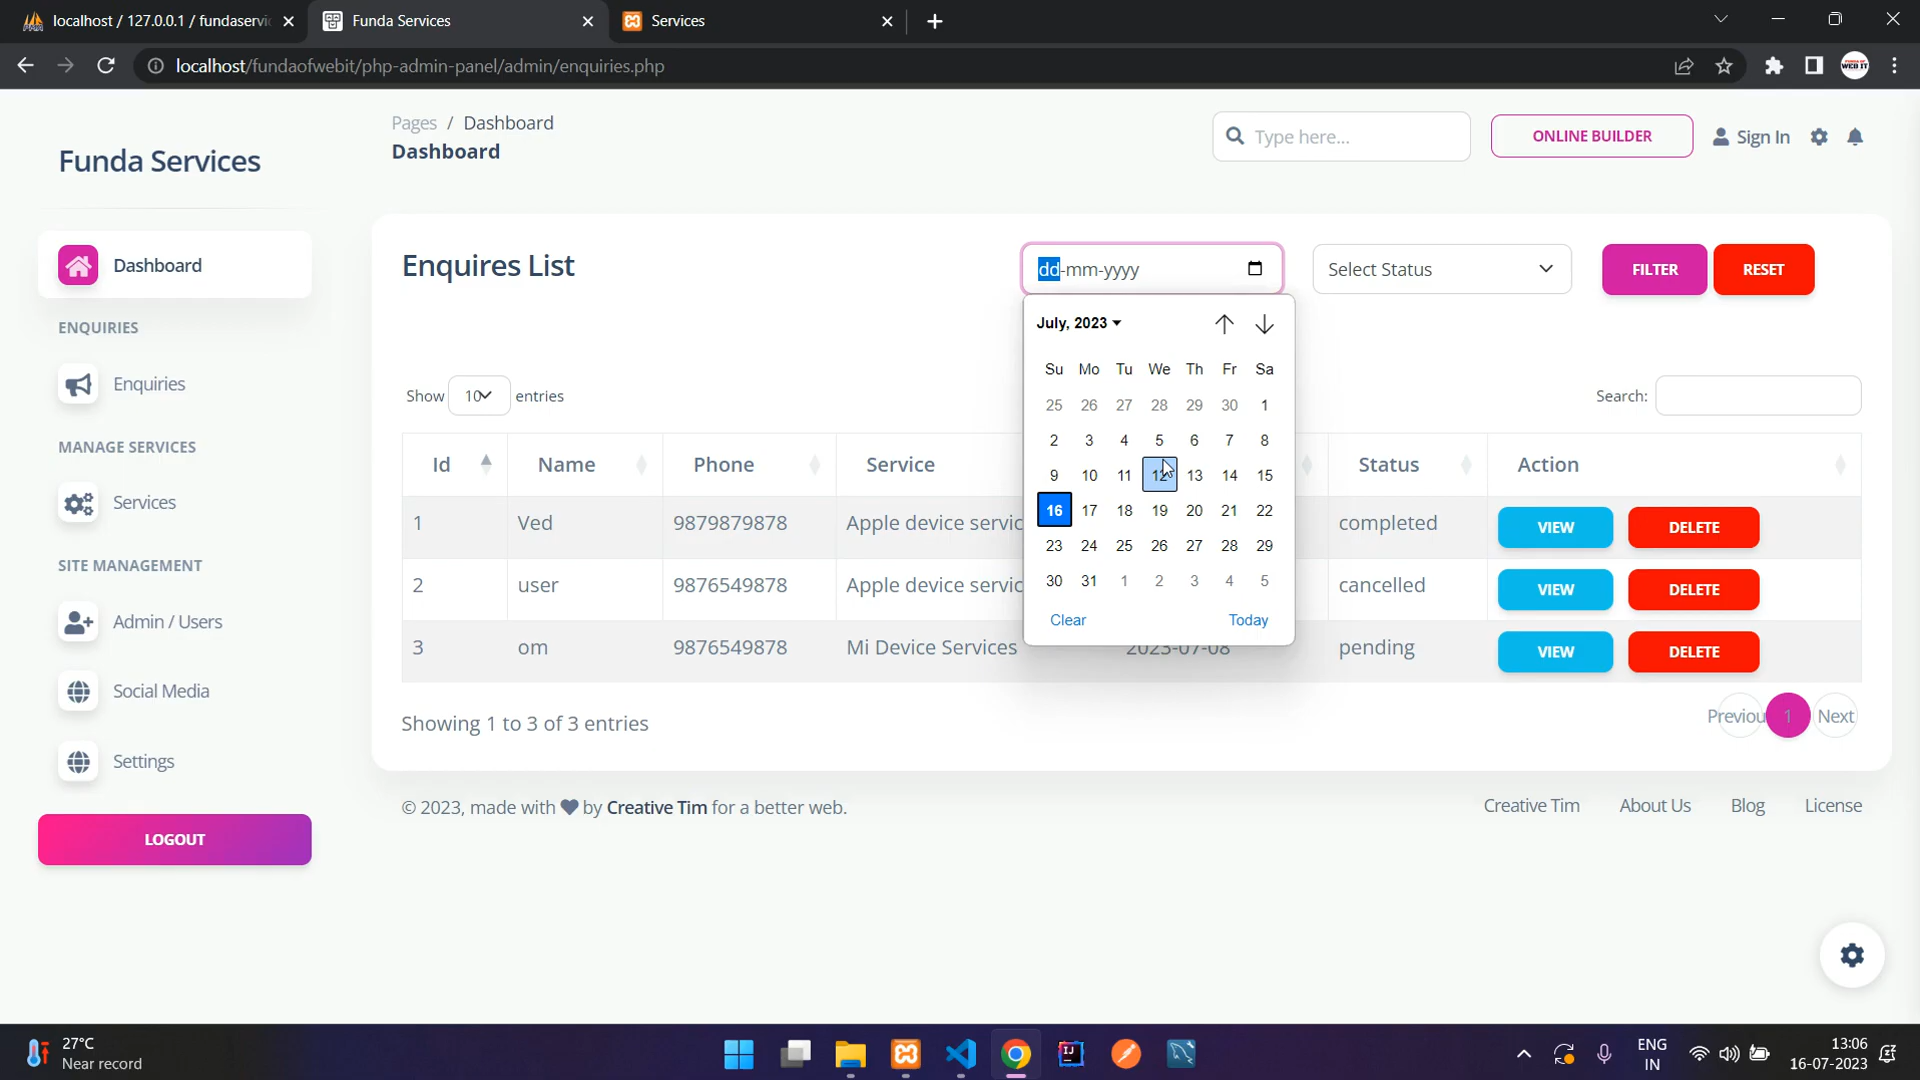 localhost / 127.0.0.1 / fundaservi
Funda Services
Services
localhost/fundaofwebit/php-admin-panel/admin/enquiries.php
WEB IT
Funda Services
Pages / Dashboard
Dashboard
Type here...
ONLINE BUILDER
Sign In
Dashboard
ENQUIRIES
Enquiries
MANAGE SERVICES
Services
SITE MANAGEMENT
Admin / Users
Social Media
Settings
LOGOUT
Enquires List
dd-mm-yyyy
Select Status
FILTER
RESET
July, 2023
Su Mo Tu We Th Fr Sa
25 26 27 28 29 30 1
2 3 4 5 6 7 8
9 10 11 12 13 14 15
16 17 18 19 20 21 22
23 24 25 26 27 28 29
30 31 1 2 3 4 5
Clear Today
Show 10 entries
Search:
Id Name Phone Service Status Action
1 Ved 9879879878 Apple device servic completed VIEW DELETE
2 user 9876549878 Apple device servic cancelled VIEW DELETE
3 om 9876549878 Mi Device Services 2023-07-08 pending VIEW DELETE
Showing 1 to 3 of 3 entries
Previou 1 Next
© 2023, made with by Creative Tim for a better web.
Creative Tim About Us Blog License
27°C
Near record
ENG
IN
13:06
16-07-2023